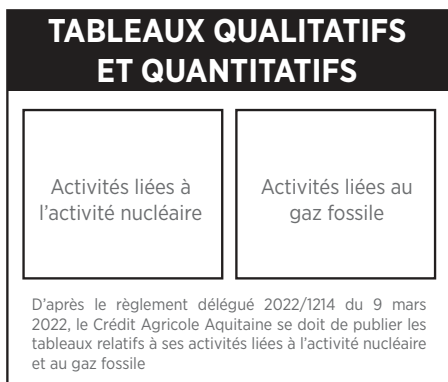 TABLEAUX QUALITATIFS
ET QUANTITATIFS
Activités liées à
l'activité nucléaire
Activités liées au
gaz fossile
D'après le règlement délégué 2022/1214 du 9 mars
2022, le Crédit Agricole Aquitaine se doit de publier les
tableaux relatifs à ses activités liées à l'activité nucléaire
et au gaz fossile